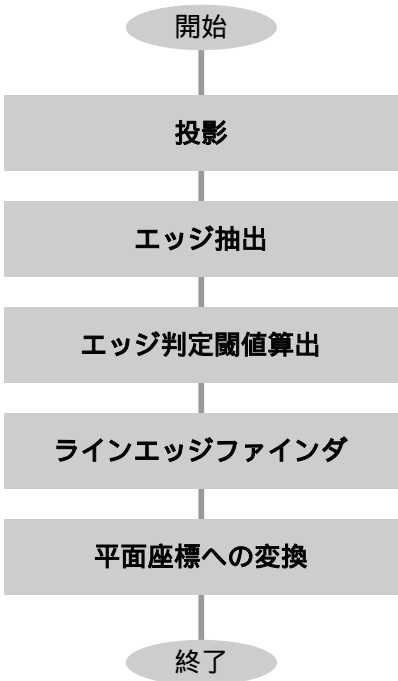 開始
投影
エッジ抽出
エッジ判定閾値算出
ラインエッジファインダ
平面座標への変換
終了